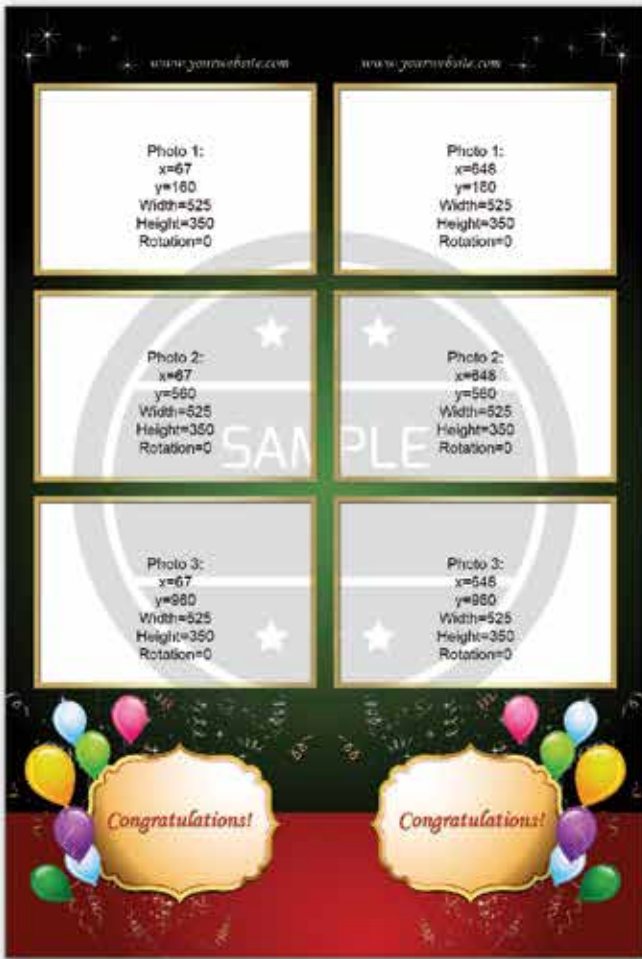 www.yourwebsite.com
www.yourwebsite.com
Photo 1:
x=67
y=160
Width=525
Height=350
Rotation=0
Photo 1:
x=648
y=160
Width=525
Height=350
Rotation=0
Photo 2:
x=67
y=560
Width=525
Height=350
Rotation=0
Photo 2:
x=648
y=560
Width=525
Height=350
Rotation=0
SAMPLE
Photo 3:
x=67
y=960
Width=525
Height=350
Rotation=0
Photo 3:
x=648
y=960
Width=525
Height=350
Rotation=0
Congratulations!
Congratulations!